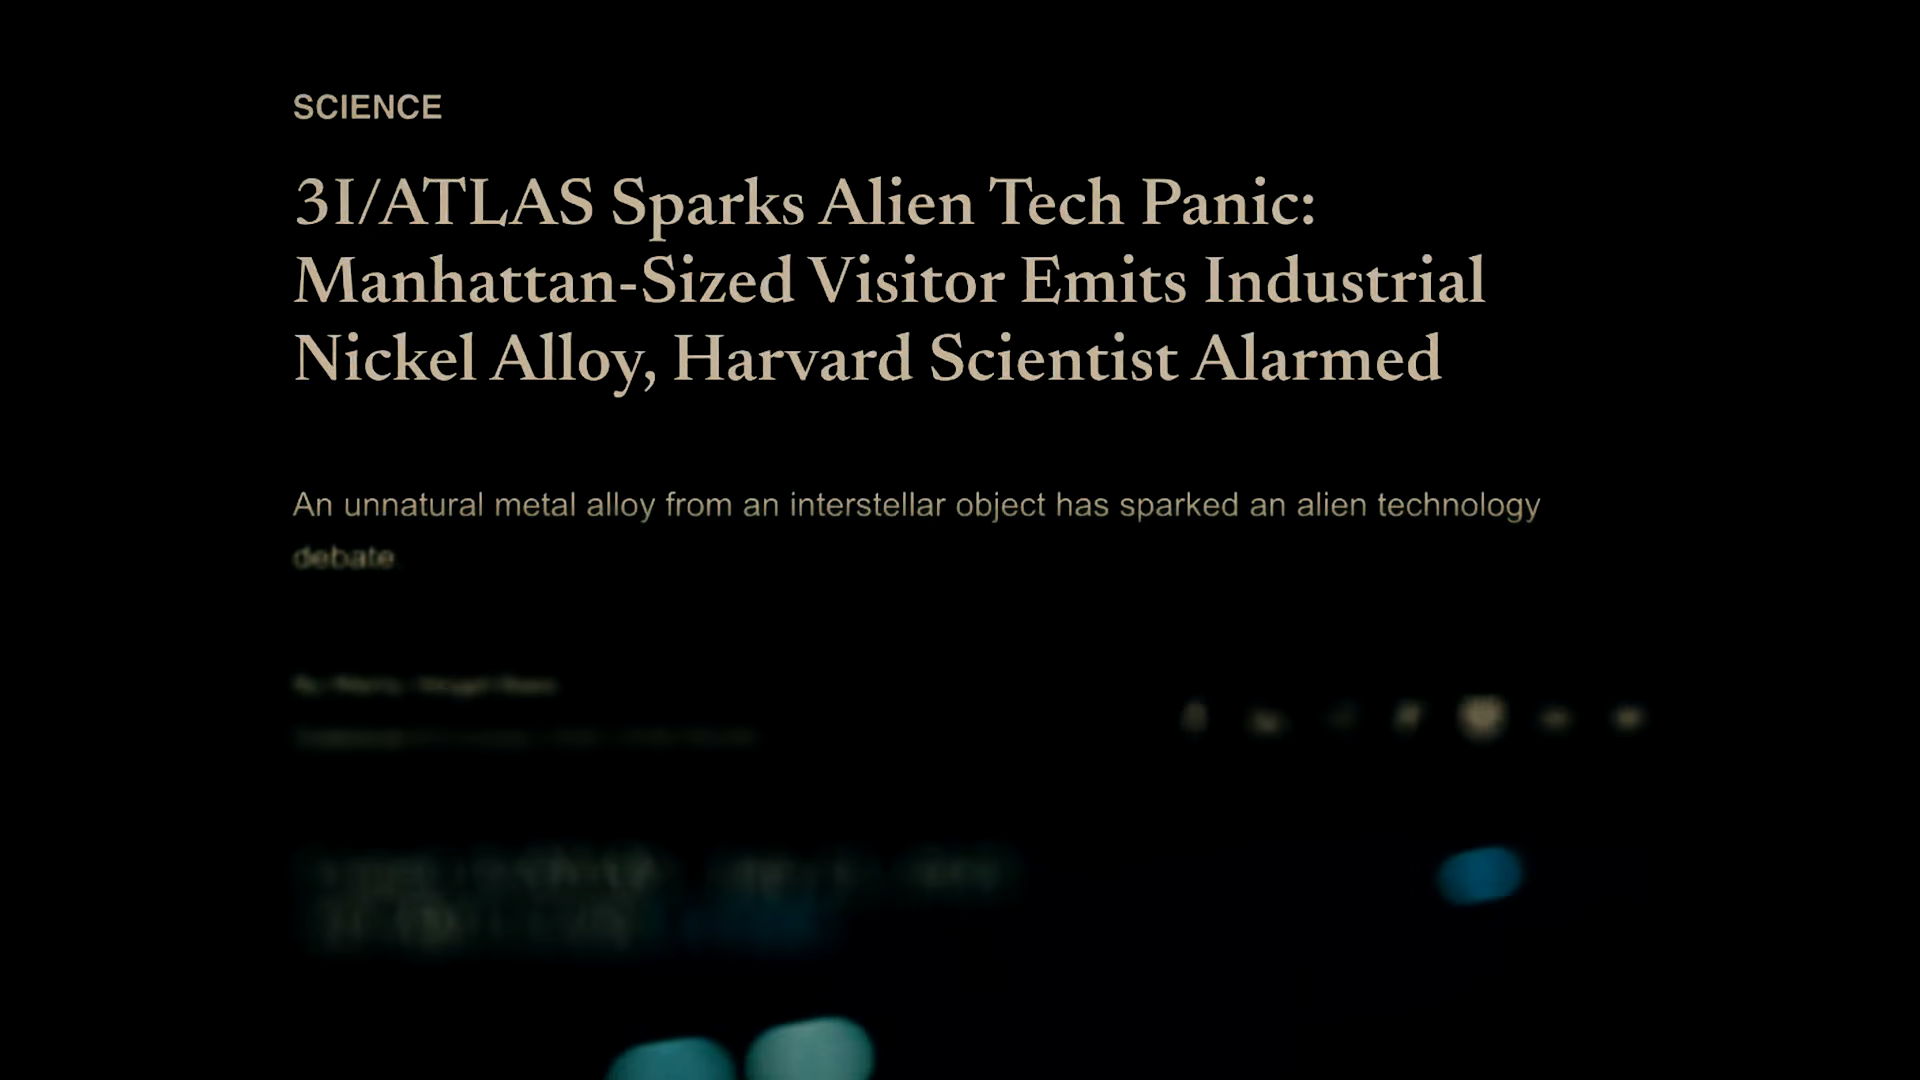 SCIENCE
3I/ATLAS Sparks Alien Tech Panic:
Manhattan-Sized Visitor Emits Industrial
Nickel Alloy, Harvard Scientist Alarmed
An unnatural metal alloy from an interstellar object has sparked an alien technology
debate